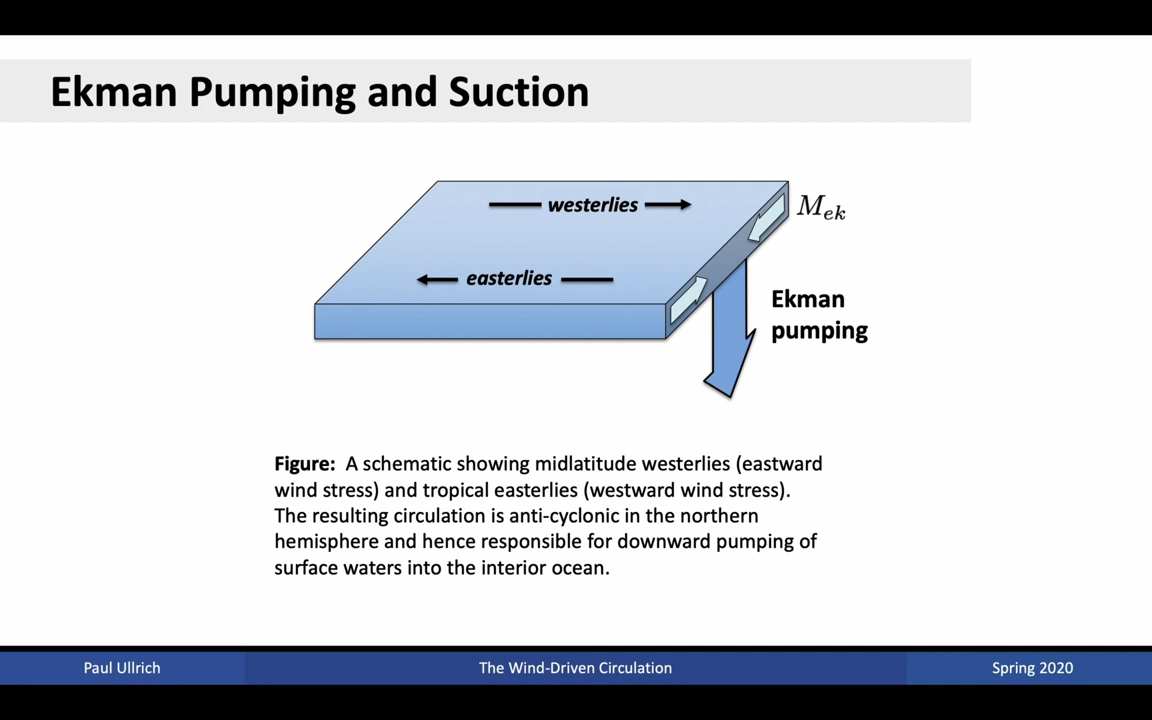 Ekman Pumping and Suction
westerlies
M_{ek}
easterlies
Ekman
pumping
Figure: A schematic showing midlatitude westerlies (eastward
wind stress) and tropical easterlies (westward wind stress).
The resulting circulation is anti-cyclonic in the northern
hemisphere and hence responsible for downward pumping of
surface waters into the interior ocean.
Paul Ullrich
The Wind-Driven Circulation
Spring 2020